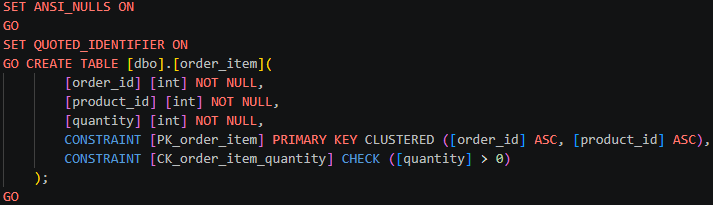 SET ANSI_NULLS ON
GO
SET QUOTED_IDENTIFIER ON
GO CREATE TABLE [dbo].[order_item](
[order_id] [int] NOT NULL,
[product_id] [int] NOT NULL,
[quantity] [int] NOT NULL,
CONSTRAINT [PK_order_item] PRIMARY KEY CLUSTERED ([order_id] ASC, [product_id] ASC),
CONSTRAINT [CK_order_item_quantity] CHECK ([quantity] > 0)
);
GO